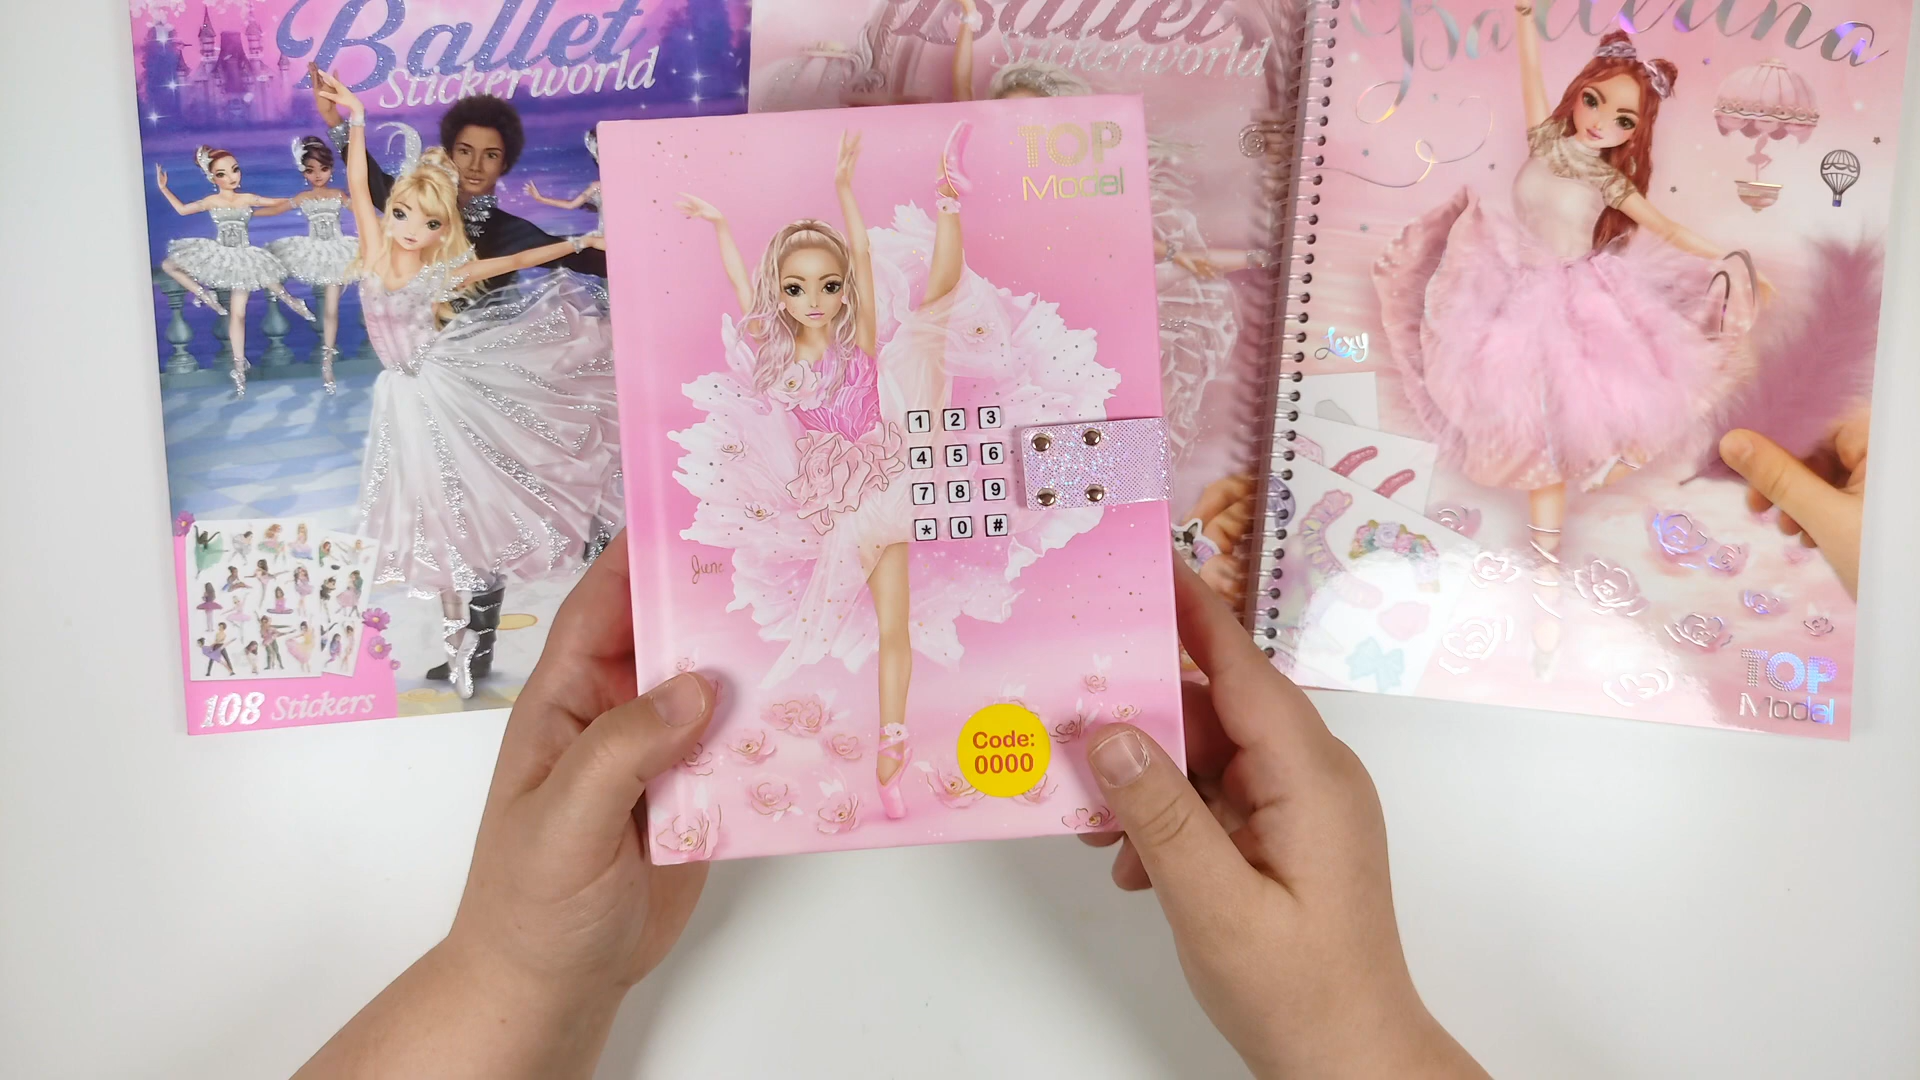 Ballet
Stickerworld
108 Stickers
Ballet
Stickerworld
TOP
Model
1 2 3
4 5 6
7 8 9
* 0 #
June
Code:
0000
Ballerina
Lexy
TOP
Model